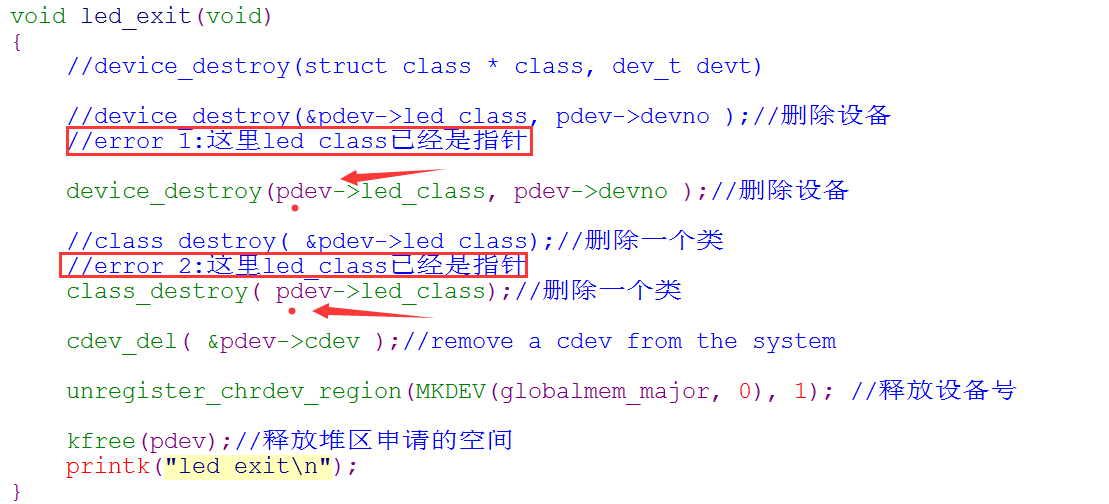 void led_exit(void)
{
//device_destroy(struct class * class, dev_t devt)
//device_destroy(&pdev->led_class, pdev->devno );//删除设备
//error 1:这里led_class已经是指针
device_destroy(pdev->led_class, pdev->devno );//删除设备
//class_destroy( &pdev->led_class);//删除一个类
//error 2:这里led_class已经是指针
class_destroy( pdev->led_class);//删除一个类
cdev_del( &pdev->cdev );//remove a cdev from the system
unregister_chrdev_region(MKDEV(globalmem_major, 0), 1); //释放设备号
kfree(pdev);//释放堆区申请的空间
printk("led exit\n");
}